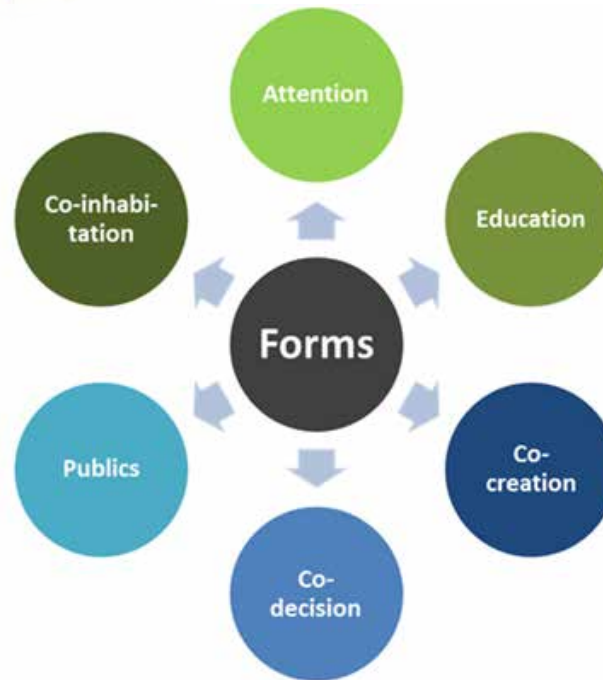 Attention
Co-inhabi-
tation
Education
Forms
Publics
Co-
creation
Co-
decision